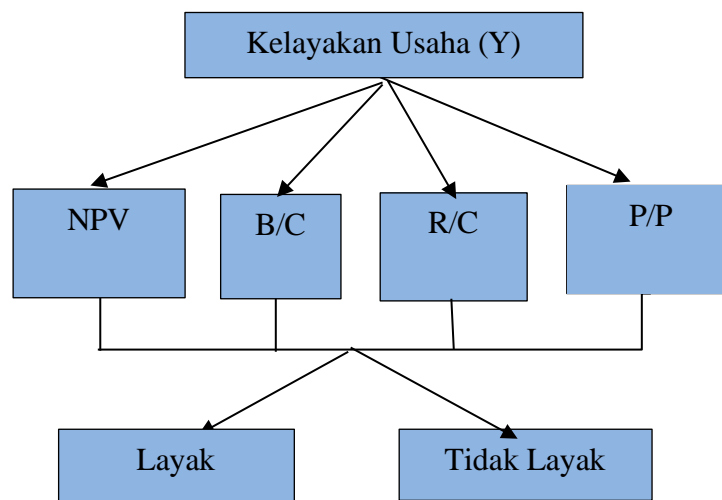 Kelayakan Usaha (Y)
NPV
B/C
R/C
P/P
Layak
Tidak Layak